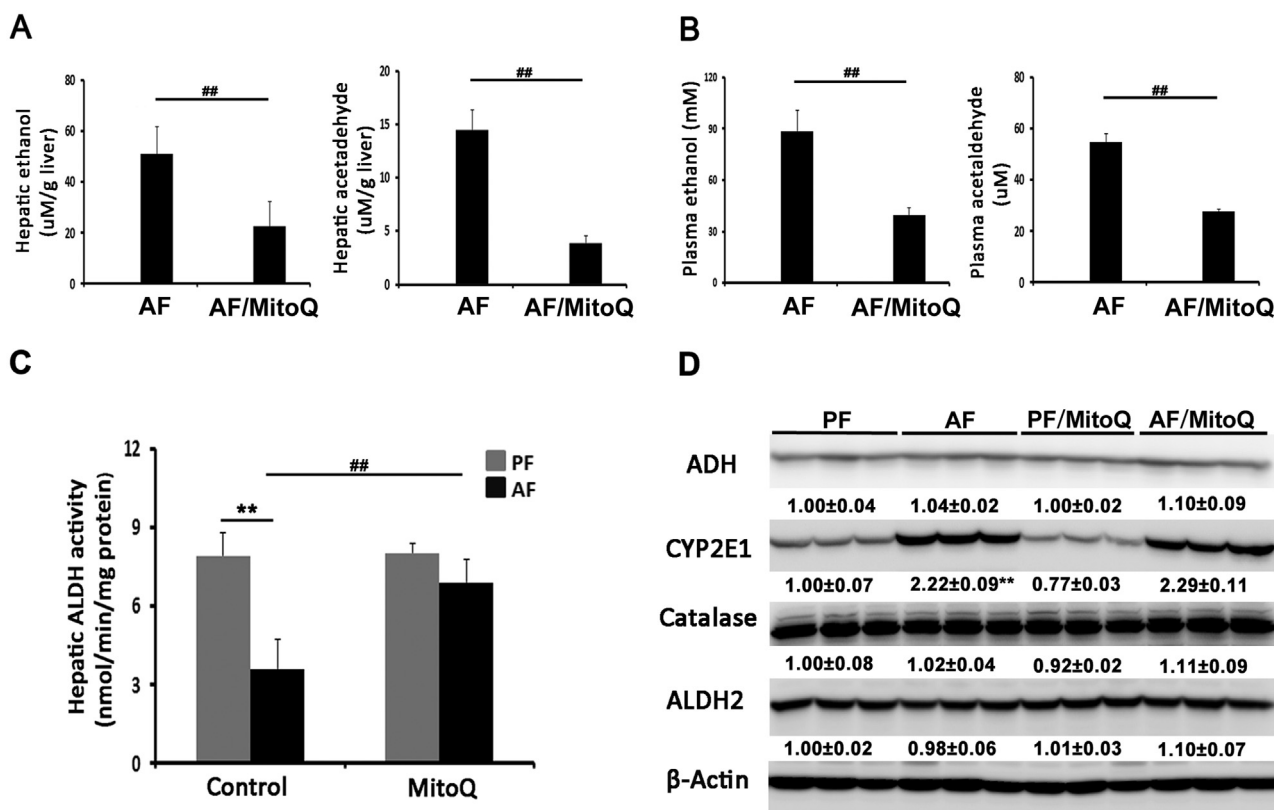 A
Hepatic ethanol
(uM/g liver)
80
60
40
20
0
##
AF
AF/MitoQ
Hepatic acetadehyde
(uM/g liver)
20
15
10
5
0
##
AF
AF/MitoQ
B
Plasma ethanol (mM)
120
90
60
30
0
##
AF
AF/MitoQ
Plasma acetaldehyde
(uM)
80
60
40
20
0
##
AF
AF/MitoQ
C
Hepatic ALDH activity
(nmol/min/mg protein)
12
9
6
3
0
**
##
PF
AF
Control
MitoQ
D
PF AF PF/MitoQ AF/MitoQ
ADH
1.00±0.04 1.04±0.02 1.00±0.02 1.10±0.09
CYP2E1
1.00±0.07 2.22±0.09** 0.77±0.03 2.29±0.11
Catalase
1.00±0.08 1.02±0.04 0.92±0.02 1.11±0.09
ALDH2
1.00±0.02 0.98±0.06 1.01±0.03 1.10±0.07
β-Actin